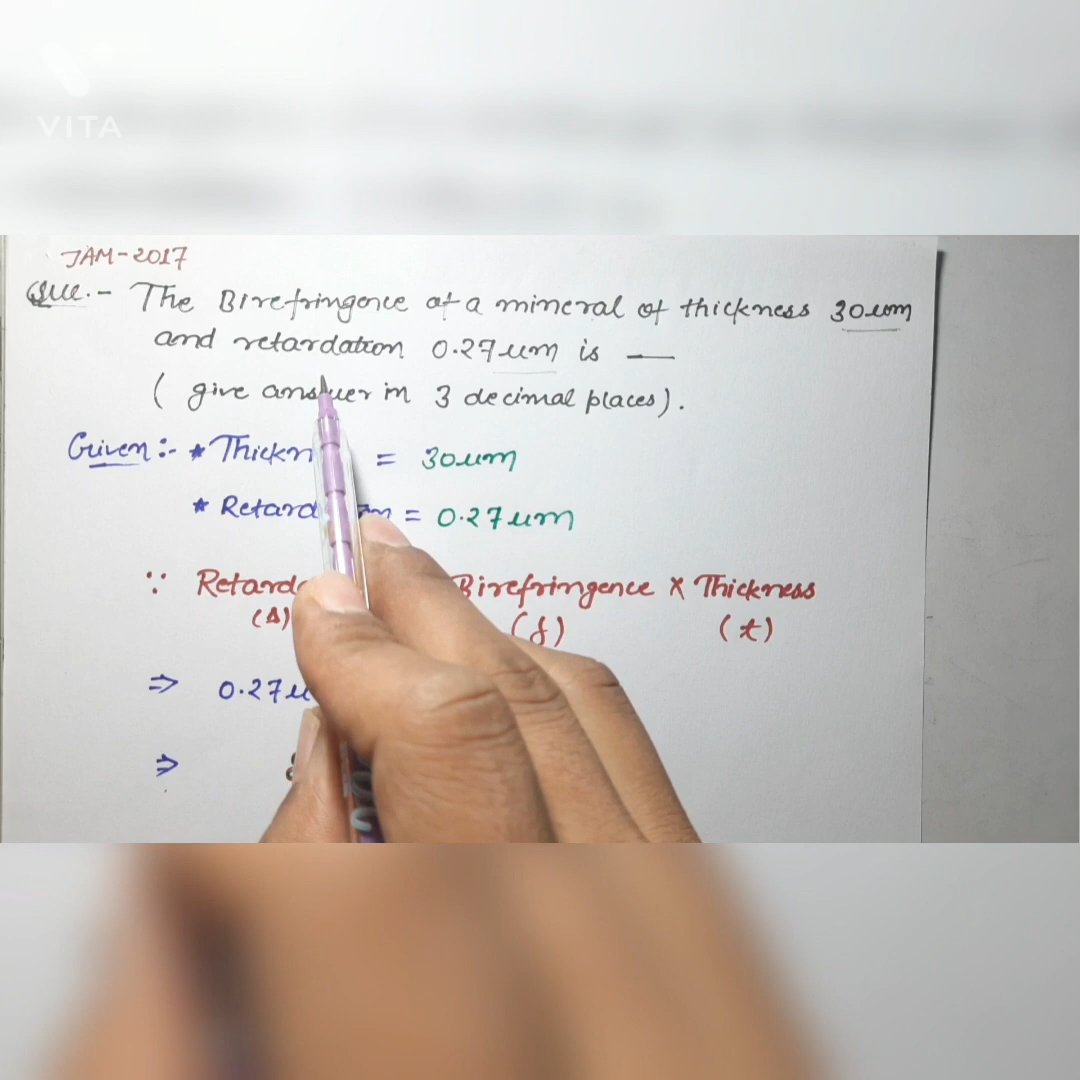 VITA
JAM-2017
Que.- The Birefringence of a mineral of thickness 30um
and retardation 0.27um is —
( give answer in 3 decimal places).
Given:- * Thickn = 30um
* Retard = 0.27um
∵ Retard Birefringence × Thickness
(Δ) (δ) (t)
⇒ 0.27u
⇒